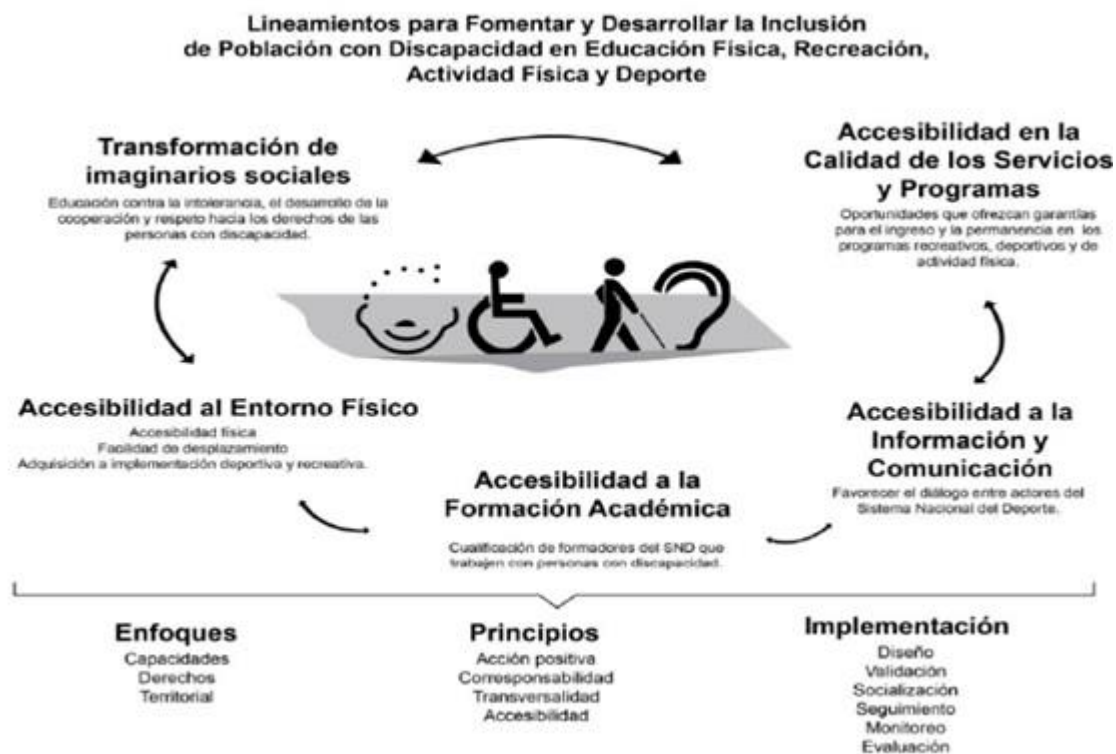 Lineamientos para Fomentar y Desarrollar la Inclusión
de Población con Discapacidad en Educación Física, Recreación,
Actividad Física y Deporte
Transformación de
imaginarios sociales
Educación contra la intolerancia, el desarrollo de la
cooperación y respeto hacia los derechos de las
personas con discapacidad.
Accesibilidad en la
Calidad de los Servicios
y Programas
Oportunidades que ofrezcan garantías
para el ingreso y la permanencia en los
programas recreativos, deportivos y de
actividad física.
Accesibilidad al Entorno Físico
Accesibilidad física
Facilidad de desplazamiento
Adquisición a implementación deportiva y recreativa.
Accesibilidad a la
Formación Académica
Cualificación de formadores del SND que
trabajen con personas con discapacidad.
Accesibilidad a la
Información y
Comunicación
Favorecer el diálogo entre actores del
Sistema Nacional del Deporte.
Enfoques
Capacidades
Derechos
Territorial
Principios
Acción positiva
Corresponsabilidad
Transversalidad
Accesibilidad
Implementación
Diseño
Validación
Socialización
Seguimiento
Monitoreo
Evaluación